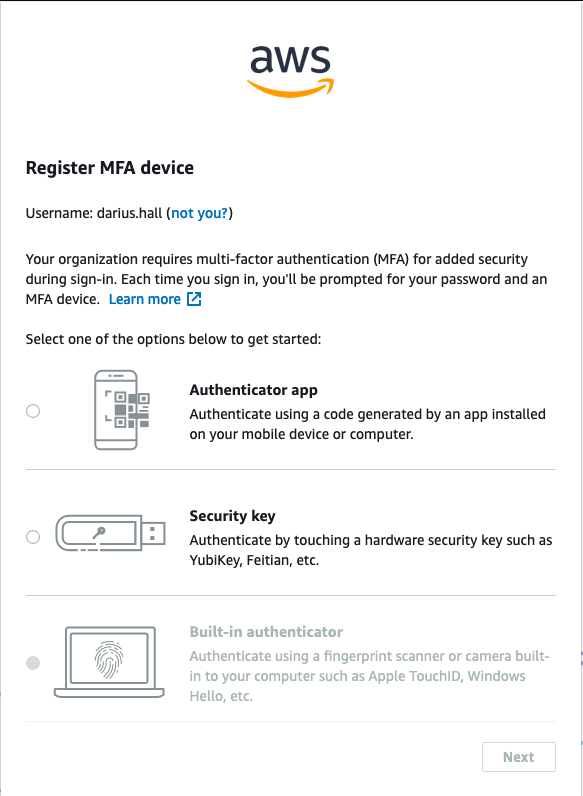 aws
Register MFA device
Username: darius.hall (not you?)
Your organization requires multi-factor authentication (MFA) for added security
during sign-in. Each time you sign in, you'll be prompted for your password and an
MFA device. Learn more
Select one of the options below to get started:
Authenticator app
Authenticate using a code generated by an app installed
on your mobile device or computer.
Security key
Authenticate by touching a hardware security key such as
YubiKey, Feitian, etc.
Built-in authenticator
Authenticate using a fingerprint scanner or camera built-
in to your computer such as Apple TouchID, Windows
Hello, etc.
Next